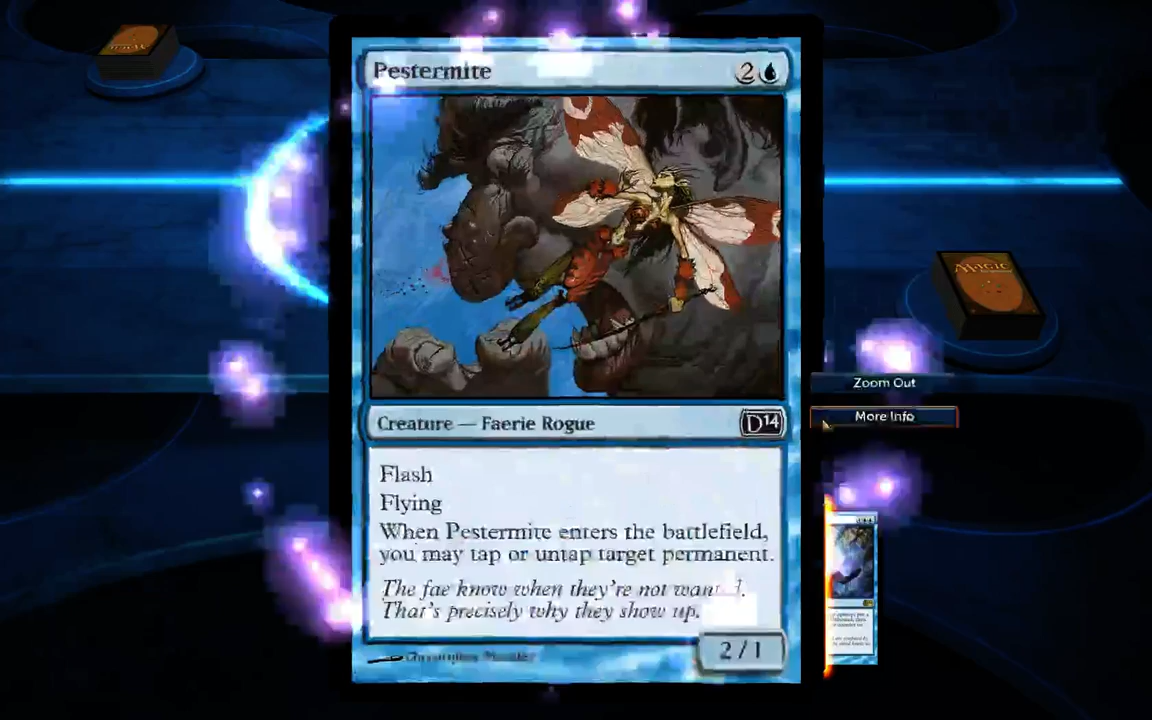 Pestermite
2
Creature — Faerie Rogue
D14
Flash
Flying
When Pestermite enters the battlefield,
you may tap or untap target permanent.
The fae know when they're not
That's precisely why they show up.
2/1
MAGIC
Zoom Out
More Info